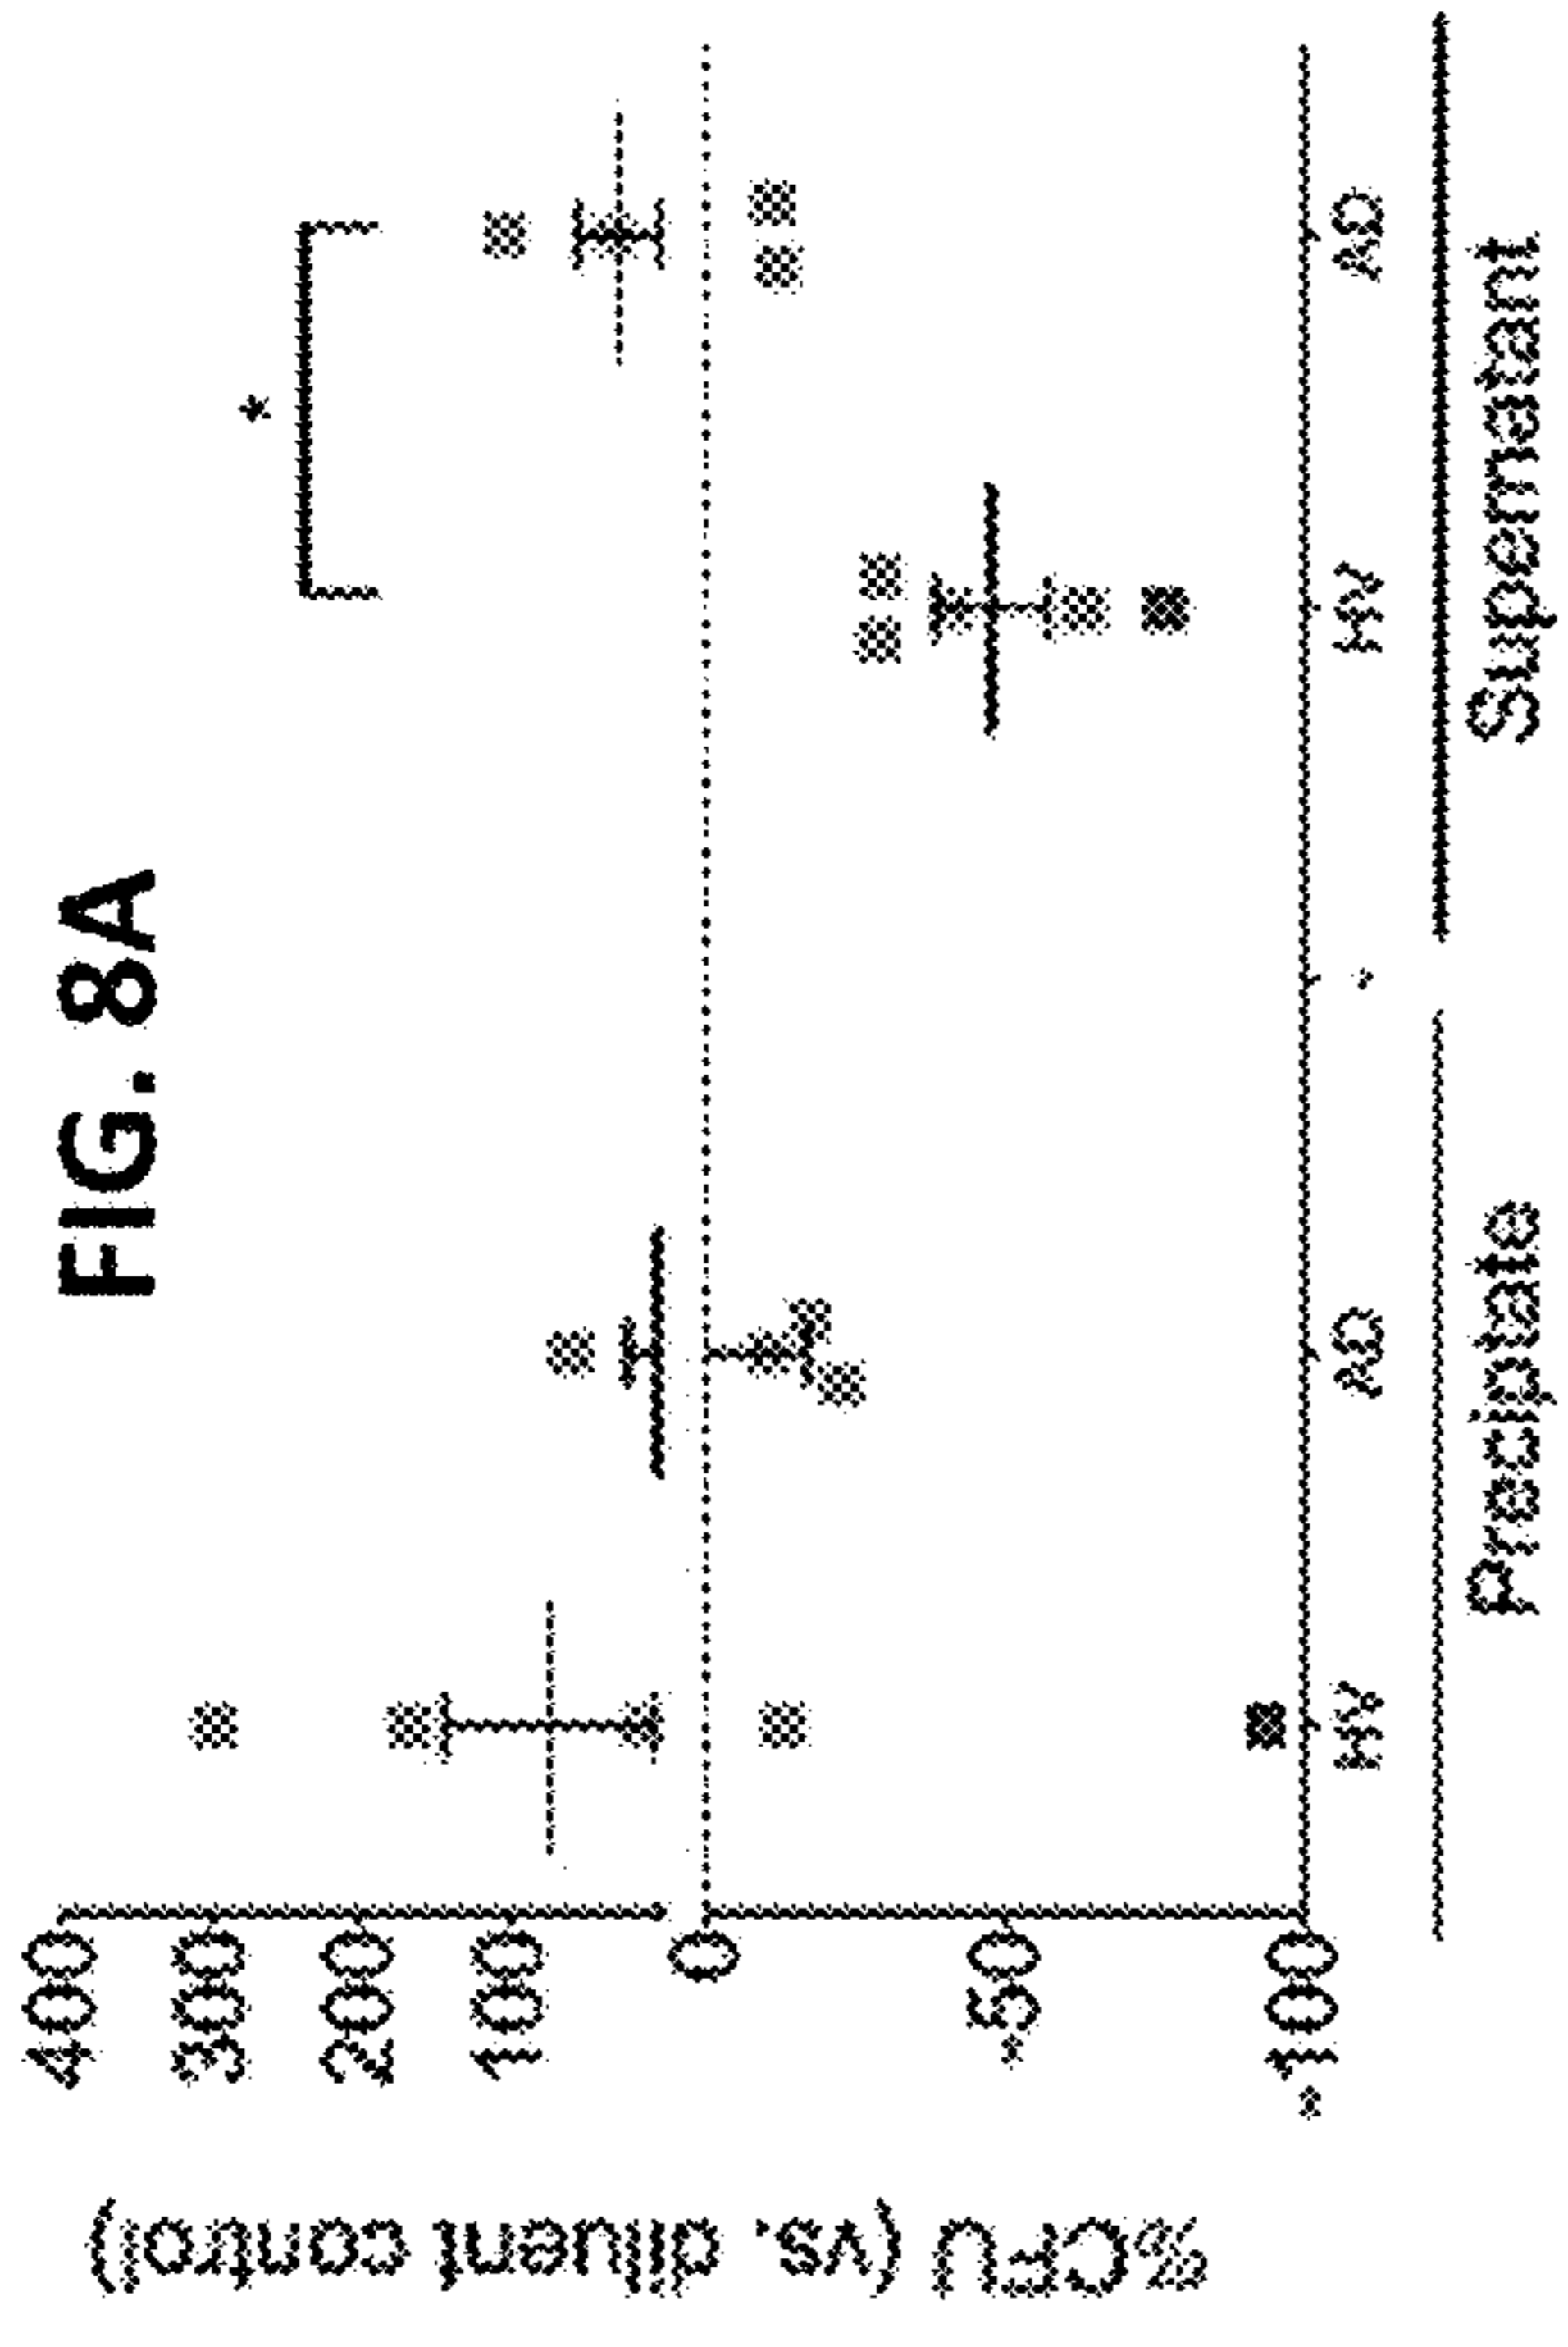 FIG. 8A
%CFU (vs. diluent control)
400
300
200
100
0
-50
-100
*
HV
AD
HV
AD
Precipitate
Supernatant